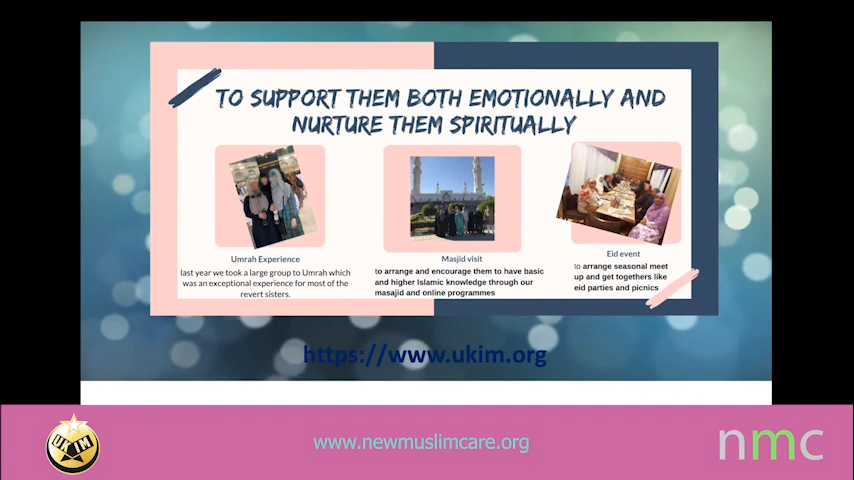 TO SUPPORT THEM BOTH EMOTIONALLY AND
NURTURE THEM SPIRITUALLY
Umrah Experience
last year we took a large group to Umrah which
was an exceptional experience for most of the
revert sisters.
Masjid visit
to arrange and encourage them to have basic
and higher Islamic knowledge through our
masajid and online programmes
Eid event
to arrange seasonal meet
up and get togethers like
eid parties and picnics
https://www.ukim.org
UKIM
www.newmuslimcare.org
nmc